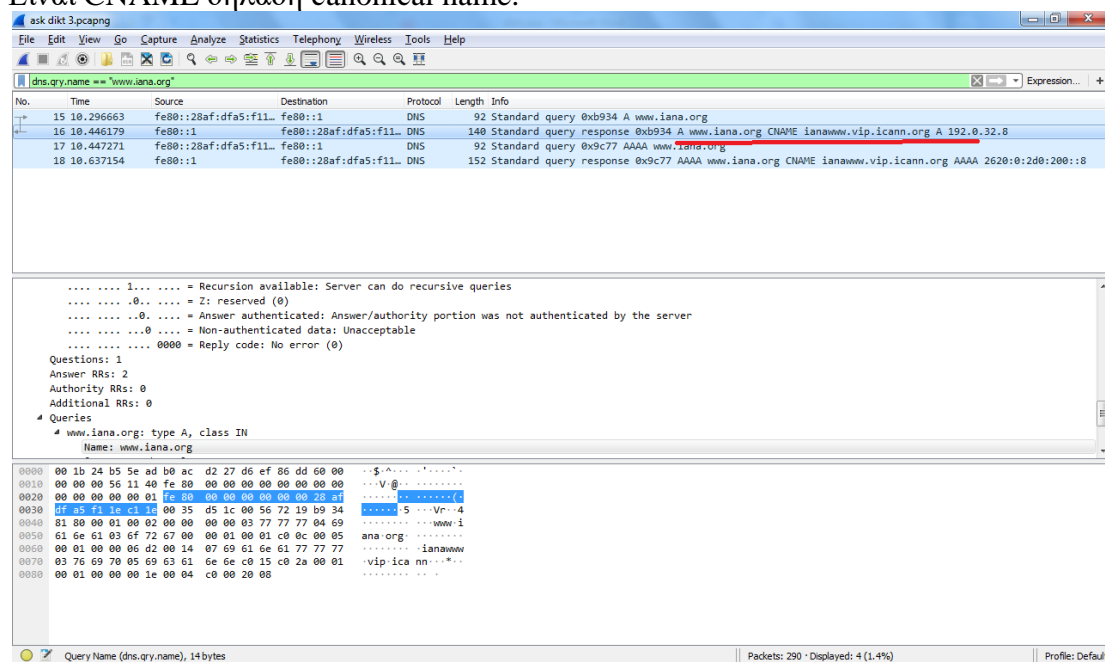 Είναι CNAME δηλαδή canonical name.
ask dikt 3.pcapng
File Edit View Go Capture Analyze Statistics Telephony Wireless Tools Help
dns.qry.name == "www.iana.org" Expression... +
No. Time Source Destination Protocol Length Info
15 10.296663 fe80::28af:dfa5:f11… fe80::1 DNS 92 Standard query 0xb934 A www.iana.org
16 10.446179 fe80::1 fe80::28af:dfa5:f11… DNS 140 Standard query response 0xb934 A www.iana.org CNAME ianawww.vip.icann.org A 192.0.32.8
17 10.447271 fe80::28af:dfa5:f11… fe80::1 DNS 92 Standard query 0x9c77 AAAA www.iana.org
18 10.637154 fe80::1 fe80::28af:dfa5:f11… DNS 152 Standard query response 0x9c77 AAAA www.iana.org CNAME ianawww.vip.icann.org AAAA 2620:0:2d0:200::8
.... .... 1... .... = Recursion available: Server can do recursive queries
.... .... .0.. .... = Z: reserved (0)
.... .... ..0. .... = Answer authenticated: Answer/authority portion was not authenticated by the server
.... .... ...0 .... = Non-authenticated data: Unacceptable
.... .... .... 0000 = Reply code: No error (0)
Questions: 1
Answer RRs: 2
Authority RRs: 0
Additional RRs: 0
Queries
www.iana.org: type A, class IN
Name: www.iana.org
0000 00 1b 24 b5 5e ad b0 ac d2 27 d6 ef 86 dd 60 00 ··$·^··· ·'····`·
0010 00 00 00 56 11 40 fe 80 00 00 00 00 00 00 00 00 ···V·@·· ········
0020 00 00 00 00 00 01 fe 80 00 00 00 00 00 00 28 af ········ ······(·
0030 df a5 f1 1e c1 1e 00 35 d5 1c 00 56 72 19 b9 34 ·······5 ···Vr··4
0040 81 80 00 01 00 02 00 00 00 00 03 77 77 77 04 69 ········ ···www·i
0050 61 6e 61 03 6f 72 67 00 00 01 00 01 c0 0c 00 05 ana·org· ········
0060 00 01 00 00 06 d2 00 14 07 69 61 6e 61 77 77 77 ········ ·ianawww
0070 03 76 69 70 05 69 63 61 6e 6e c0 15 c0 2a 00 01 ·vip·ica nn···*··
0080 00 01 00 00 00 1e 00 04 c0 00 20 08 ········ ·· ·
Query Name (dns.qry.name), 14 bytes Packets: 290 · Displayed: 4 (1.4%) Profile: Defaul